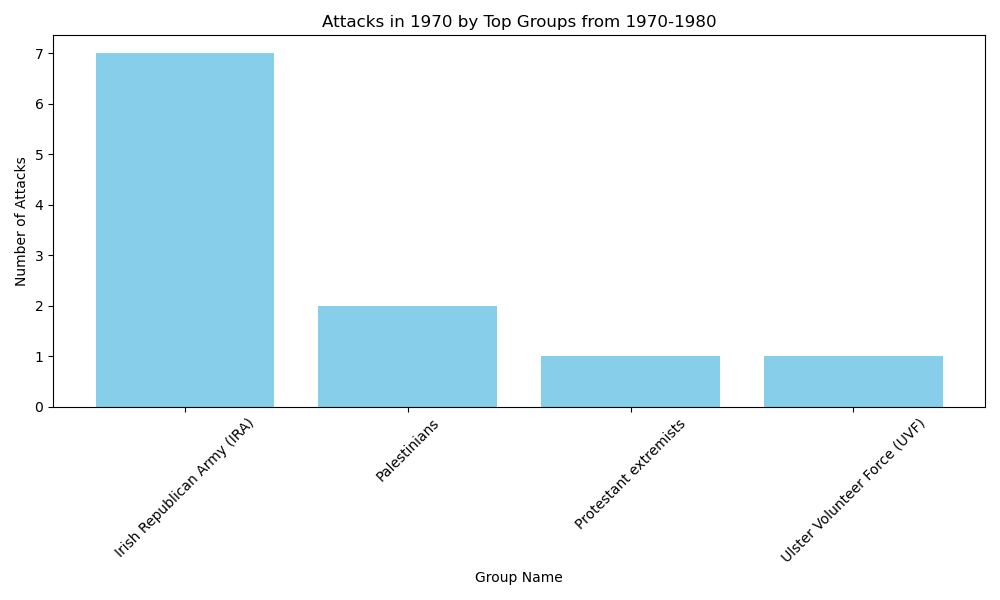 Attacks in 1970 by Top Groups from 1970-1980
Number of Attacks
7
6
5
4
3
2
1
0
Irish Republican Army (IRA)
Palestinians
Protestant extremists
Ulster Volunteer Force (UVF)
Group Name